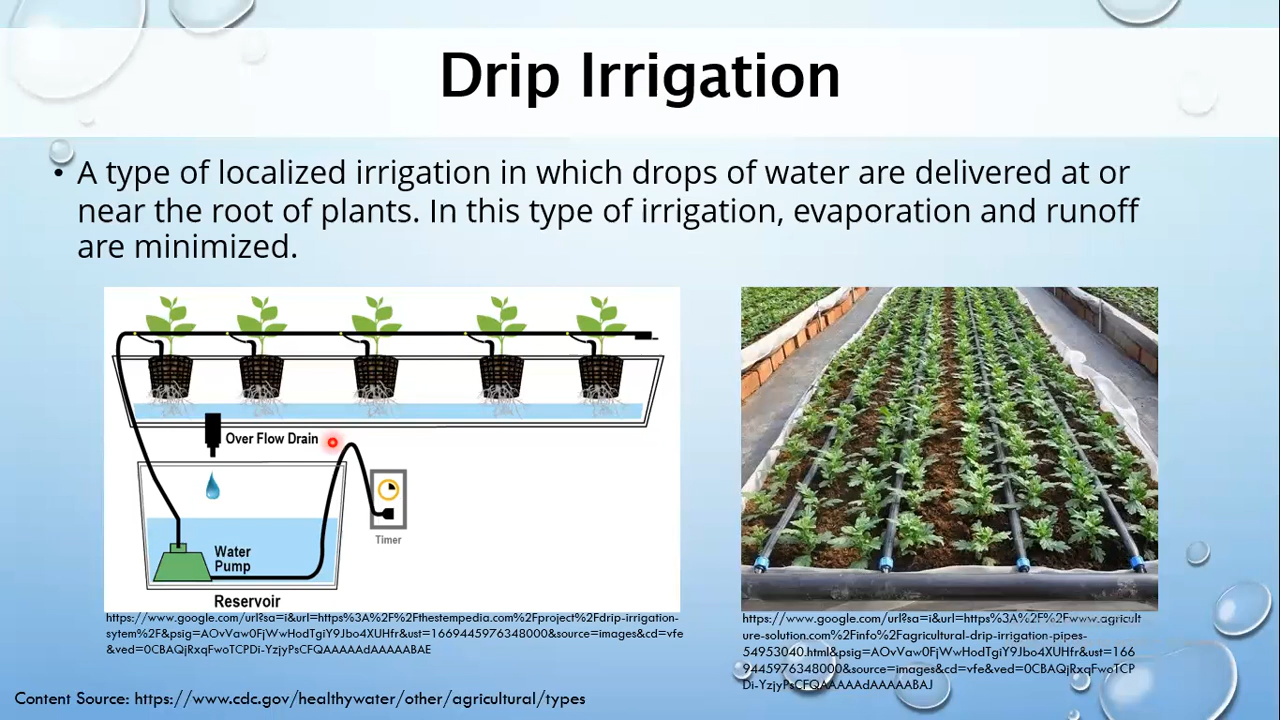 Drip Irrigation
• A type of localized irrigation in which drops of water are delivered at or
near the root of plants. In this type of irrigation, evaporation and runoff
are minimized.
Over Flow Drain
Timer
Water
Pump
Reservoir
https://www.google.com/url?sa=i&url=https%3A%2F%2Fthestempedia.com%2Fproject%2Fdrip-irrigation-
sytem%2F&psig=AOvVaw0FjWwHodTgiY9Jbo4XUHfr&ust=1669445976348000&source=images&cd=vfe
&ved=0CBAQjRxqFwoTCPDi-YzjyPsCFQAAAAAdAAAAABAE
https://www.google.com/url?sa=i&url=https%3A%2F%2Fwww.agricult
ure-solution.com%2Finfo%2Fagricultural-drip-irrigation-pipes-
54953040.html&psig=AOvVaw0FjWwHodTgiY9Jbo4XUHfr&ust=166
9445976348000&source=images&cd=vfe&ved=0CBAQjRxqFwoTCP
Di-YzjyPsCFQAAAAAdAAAAABAJ
Content Source: https://www.cdc.gov/healthywater/other/agricultural/types